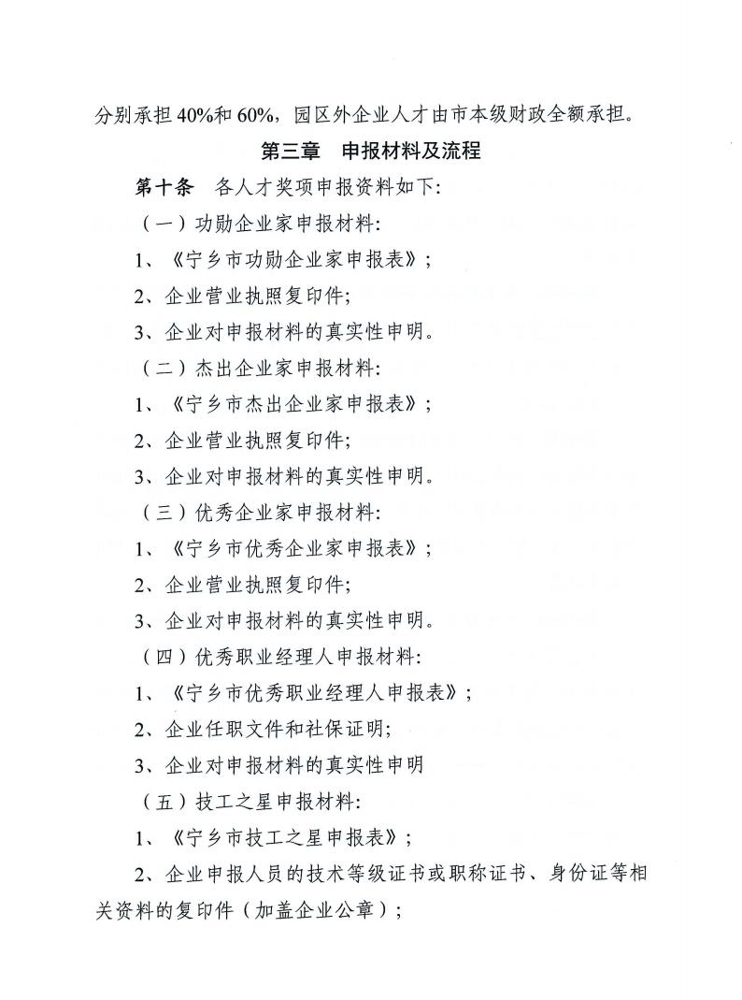 分别承担 40%和 60%，园区外企业人才由市本级财政全额承担。
第三章　申报材料及流程
第十条　各人才奖项申报资料如下:
（一）功勋企业家申报材料:
1、《宁乡市功勋企业家申报表》;
2、企业营业执照复印件;
3、企业对申报材料的真实性申明。
（二）杰出企业家申报材料:
1、《宁乡市杰出企业家申报表》;
2、企业营业执照复印件;
3、企业对申报材料的真实性申明。
（三）优秀企业家申报材料:
1、《宁乡市优秀企业家申报表》;
2、企业营业执照复印件;
3、企业对申报材料的真实性申明。
（四）优秀职业经理人申报材料:
1、《宁乡市优秀职业经理人申报表》;
2、企业任职文件和社保证明;
3、企业对申报材料的真实性申明
（五）技工之星申报材料:
1、《宁乡市技工之星申报表》;
2、企业申报人员的技术等级证书或职称证书、身份证等相
关资料的复印件（加盖企业公章）;